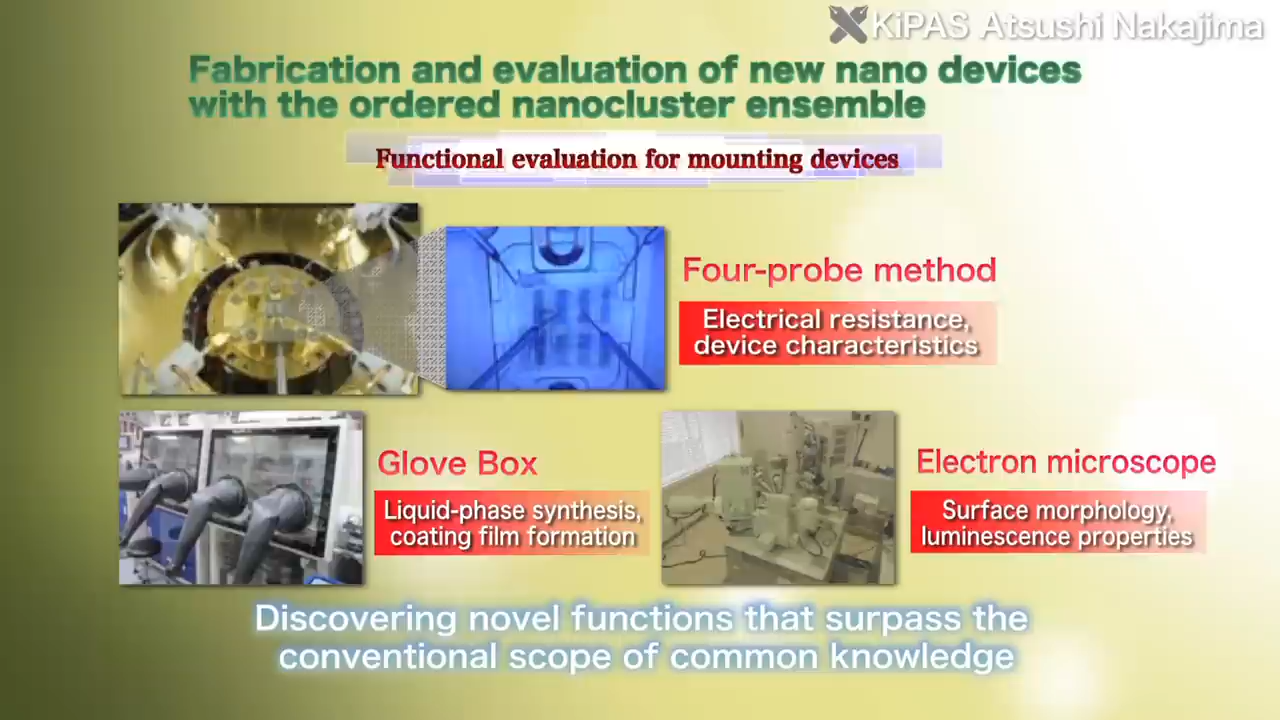 KiPAS Atsushi Nakajima
Fabrication and evaluation of new nano devices
with the ordered nanocluster ensemble
Functional evaluation for mounting devices
Four-probe method
Electrical resistance,
device characteristics
Glove Box
Liquid-phase synthesis,
coating film formation
Electron microscope
Surface morphology,
luminescence properties
Discovering novel functions that surpass the
conventional scope of common knowledge